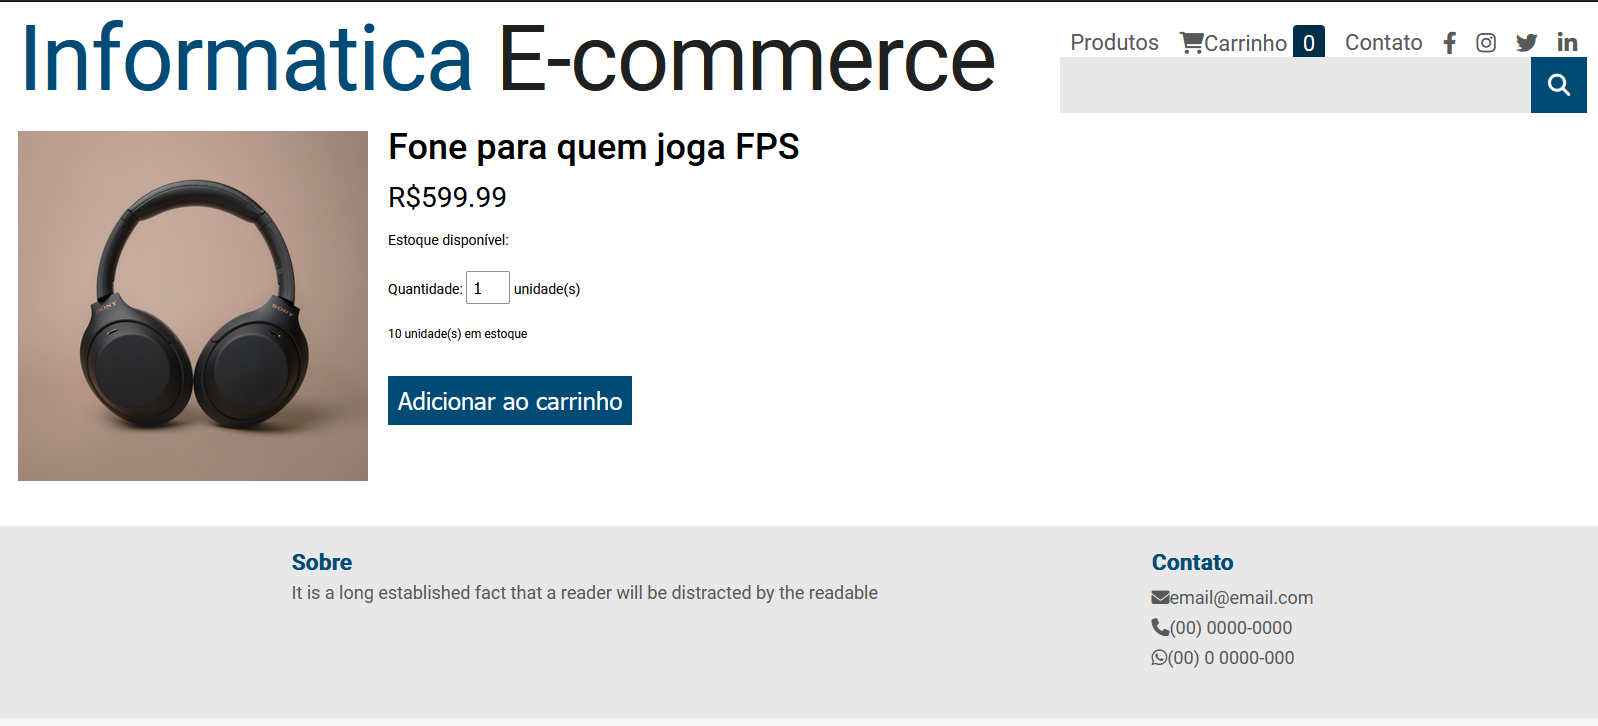 Informatica E-commerce
Produtos Carrinho 0 Contato
Fone para quem joga FPS
R$599.99
Estoque disponível:
Quantidade: 1 unidade(s)
10 unidade(s) em estoque
Adicionar ao carrinho
SONY SONY
Sobre
It is a long established fact that a reader will be distracted by the readable
Contato
email@email.com
(00) 0000-0000
(00) 0 0000-000